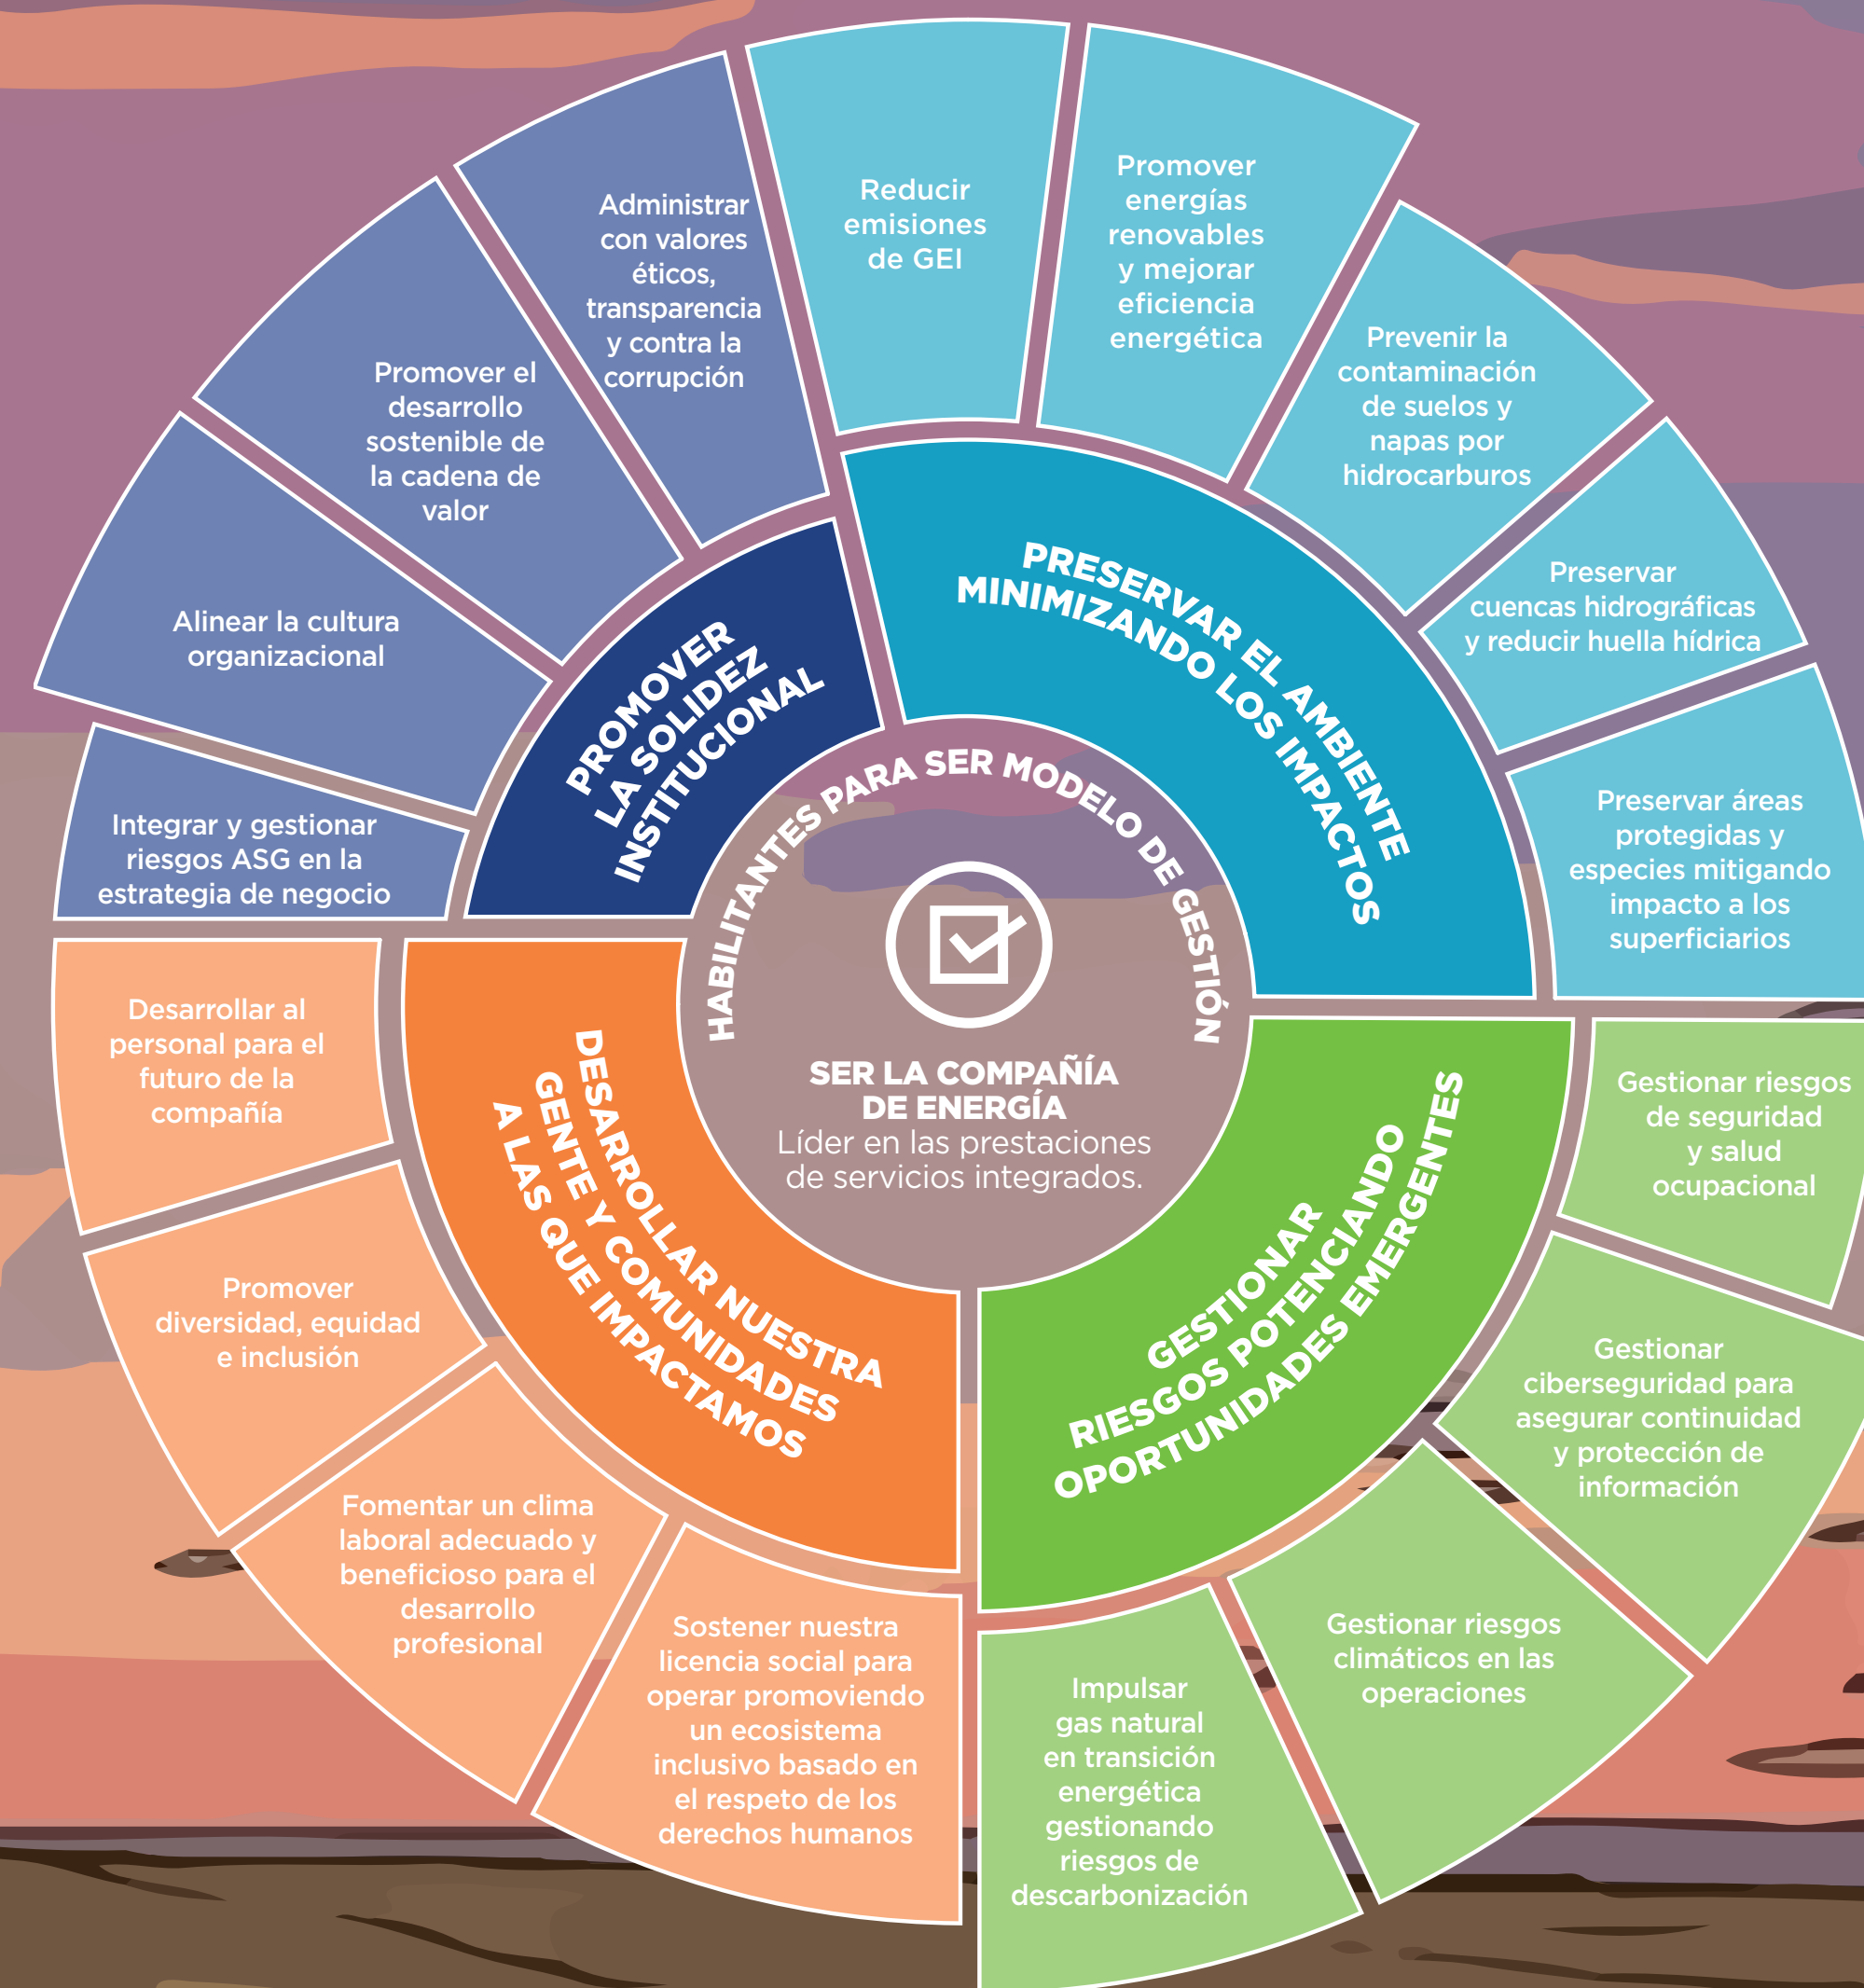 HABILITANTES PARA SER MODELO DE GESTIÓN
SER LA COMPAÑÍA
DE ENERGÍA
Líder en las prestaciones
de servicios integrados.
PROMOVER
LA SOLIDEZ
INSTITUCIONAL
Integrar y gestionar
riesgos ASG en la
estrategia de negocio
Alinear la cultura
organizacional
Promover el
desarrollo
sostenible de
la cadena de
valor
Administrar
con valores
éticos,
transparencia
y contra la
corrupción
PRESERVAR EL AMBIENTE
MINIMIZANDO LOS IMPACTOS
Reducir
emisiones
de GEI
Promover
energías
renovables
y mejorar
eficiencia
energética
Prevenir la
contaminación
de suelos y
napas por
hidrocarburos
Preservar
cuencas hidrográficas
y reducir huella hídrica
Preservar áreas
protegidas y
especies mitigando
impacto a los
superficiarios
GESTIONAR
RIESGOS POTENCIANDO
OPORTUNIDADES EMERGENTES
Gestionar riesgos
de seguridad
y salud
ocupacional
Gestionar
ciberseguridad para
asegurar continuidad
y protección de
información
Gestionar riesgos
climáticos en las
operaciones
Impulsar
gas natural
en transición
energética
gestionando
riesgos de
descarbonización
DESARROLLAR NUESTRA
GENTE Y COMUNIDADES
A LAS QUE IMPACTAMOS
Sostener nuestra
licencia social para
operar promoviendo
un ecosistema
inclusivo basado en
el respeto de los
derechos humanos
Fomentar un clima
laboral adecuado y
beneficioso para el
desarrollo
profesional
Promover
diversidad, equidad
e inclusión
Desarrollar al
personal para el
futuro de la
compañía